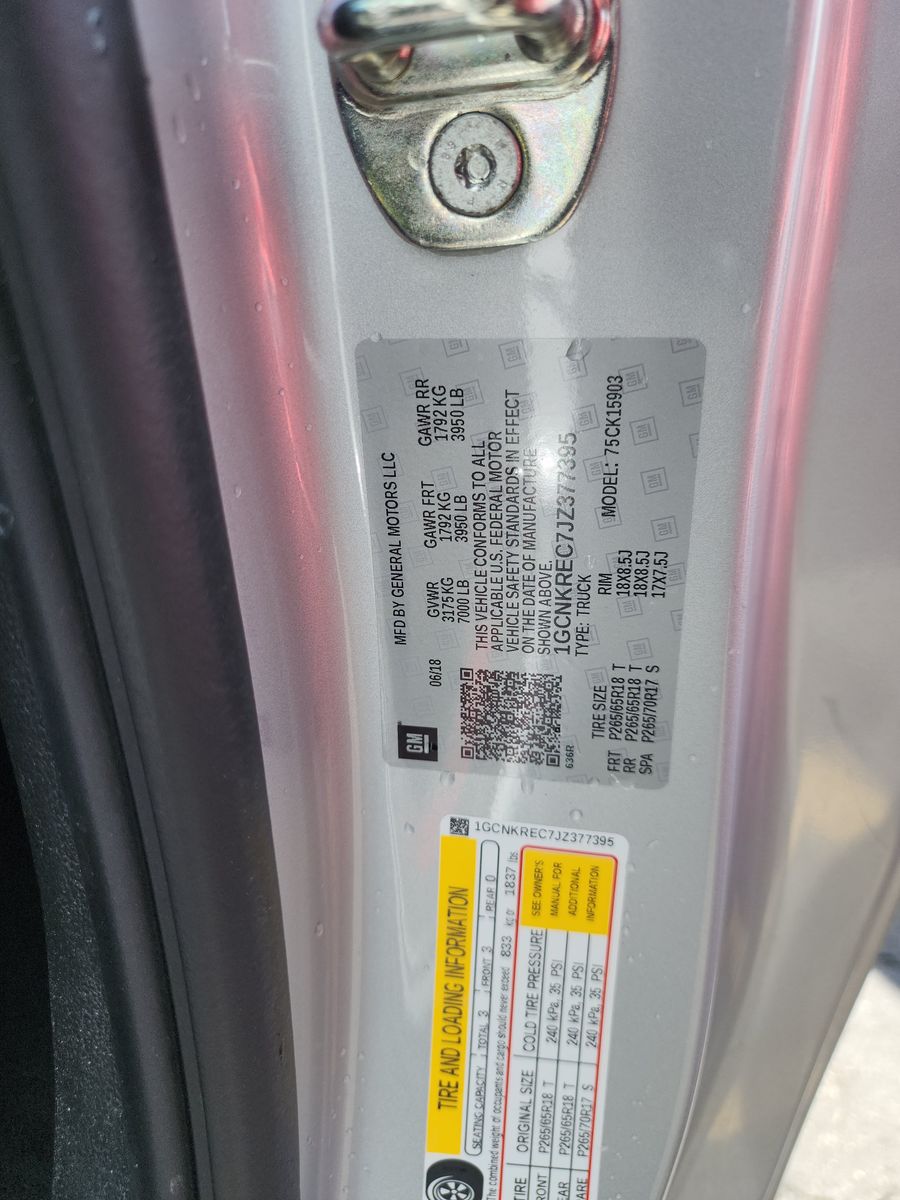 MFD BY GENERAL MOTORS LLC
GM
06/18
GVWR GAWR FRT GAWR RR
3175 KG 1792 KG 1792 KG
7000 LB 3950 LB 3950 LB
THIS VEHICLE CONFORMS TO ALL
APPLICABLE U.S. FEDERAL MOTOR
VEHICLE SAFETY STANDARDS IN EFFECT
ON THE DATE OF MANUFACTURE
SHOWN ABOVE.
1GCNKREC7JZ377395
TYPE: TRUCK
636R
TIRE SIZE RIM MODEL: 75CK15903
FRT P265/65R18 T 18X8.5J
RR P265/65R18 T 18X8.5J
SPA P265/70R17 S 17X7.5J
TIRE AND LOADING INFORMATION
1GCNKREC7JZ377395
SEATING CAPACITY TOTAL 3 FRONT 3 REAR 0
The combined weight of occupants and cargo should never exceed 833 kg or 1837 lbs
TIRE ORIGINAL SIZE COLD TIRE PRESSURE
RONT P265/65R18 T 240 kPa, 35 PSI
EAR P265/65R18 T 240 kPa, 35 PSI
ARE P265/70R17 S 240 kPa, 35 PSI
SEE OWNER'S
MANUAL FOR
ADDITIONAL
INFORMATION